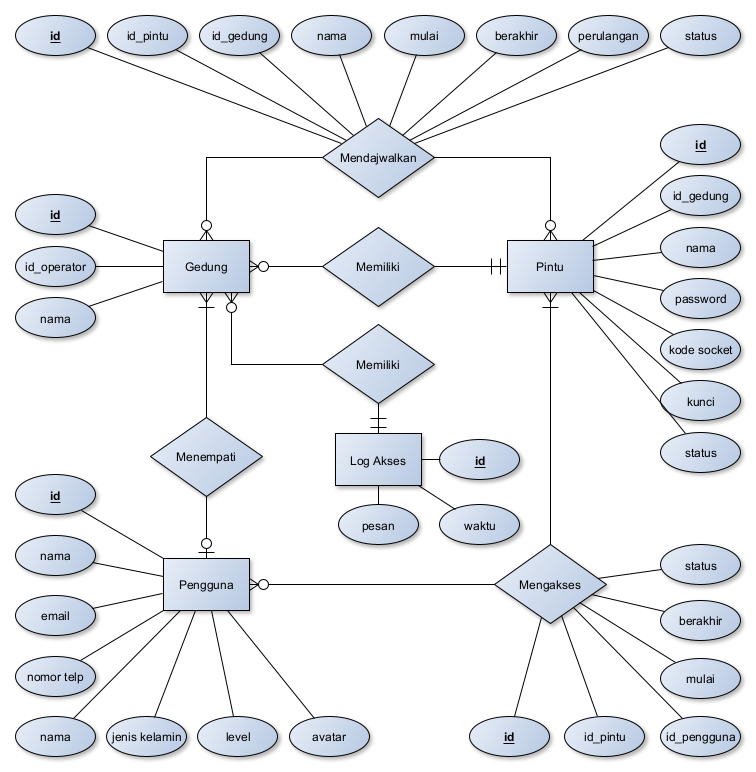 id
id_pintu
id_gedung
nama
mulai
berakhir
perulangan
status
Mendajwalkan
id
id_gedung
nama
password
kode socket
kunci
status
id
id_operator
nama
Gedung
Memiliki
Pintu
Memiliki
Menempati
Log Akses
id
pesan
waktu
id
nama
email
nomor telp
nama
jenis kelamin
level
avatar
Pengguna
Mengakses
status
berakhir
mulai
id_pengguna
id_pintu
id